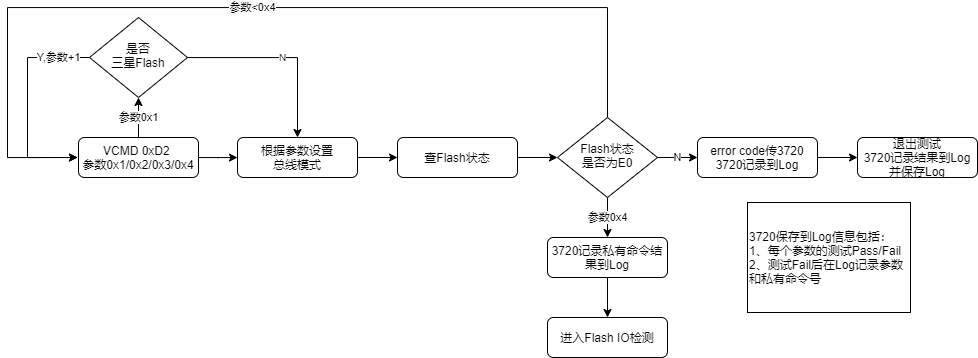 参数<0x4
Y,参数+1
是否
三星Flash
N
参数0x1
VCMD 0xD2
参数0x1/0x2/0x3/0x4
根据参数设置
总线模式
查Flash状态
Flash状态
是否为E0
N
error code传3720
3720记录到Log
退出测试
3720记录结果到Log
并保存Log
参数0x4
3720记录私有命令结
果到Log
进入Flash IO检测
3720保存到Log信息包括：
1、每个参数的测试Pass/Fail
2、测试Fail后在Log记录参数
和私有命令号